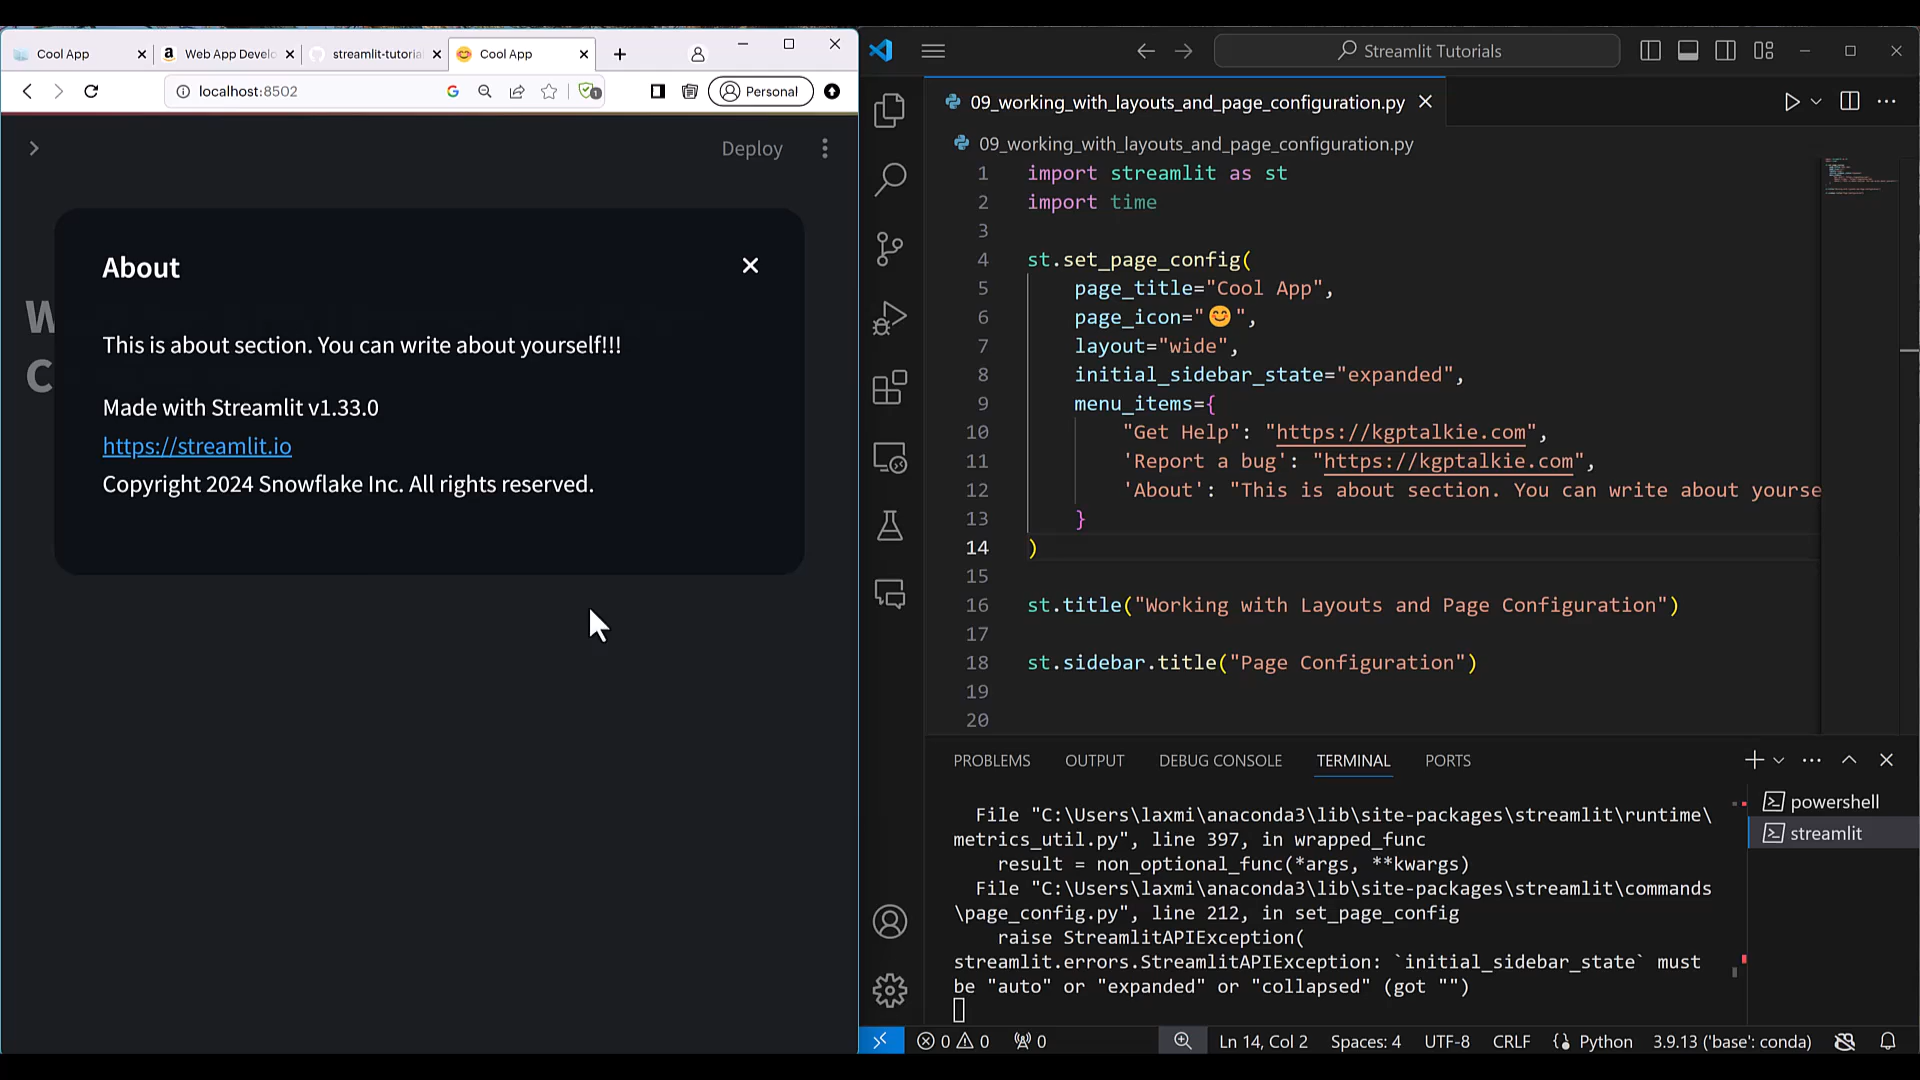 Cool App
a Web App Develo
streamlit-tutoria
Cool App
localhost:8502
Personal
Deploy
About
W
This is about section. You can write about yourself!!!
C
Made with Streamlit v1.33.0
https://streamlit.io
Copyright 2024 Snowflake Inc. All rights reserved.
Streamlit Tutorials
09_working_with_layouts_and_page_configuration.py
09_working_with_layouts_and_page_configuration.py
1 import streamlit as st
2 import time
3
4 st.set_page_config(
5 page_title="Cool App",
6 page_icon="😊",
7 layout="wide",
8 initial_sidebar_state="expanded",
9 menu_items={
10 "Get Help": "https://kgptalkie.com",
11 'Report a bug': "https://kgptalkie.com",
12 'About': "This is about section. You can write about yourse
13 }
14 )
15
16 st.title("Working with Layouts and Page Configuration")
17
18 st.sidebar.title("Page Configuration")
19
20
PROBLEMS OUTPUT DEBUG CONSOLE TERMINAL PORTS
File "C:\Users\laxmi\anaconda3\lib\site-packages\streamlit\runtime\
metrics_util.py", line 397, in wrapped_func
result = non_optional_func(*args, **kwargs)
File "C:\Users\laxmi\anaconda3\lib\site-packages\streamlit\commands
\page_config.py", line 212, in set_page_config
raise StreamlitAPIException(
streamlit.errors.StreamlitAPIException: `initial_sidebar_state` must
be "auto" or "expanded" or "collapsed" (got "")
powershell
streamlit
0 0 0 Ln 14, Col 2 Spaces: 4 UTF-8 CRLF Python 3.9.13 ('base': conda)